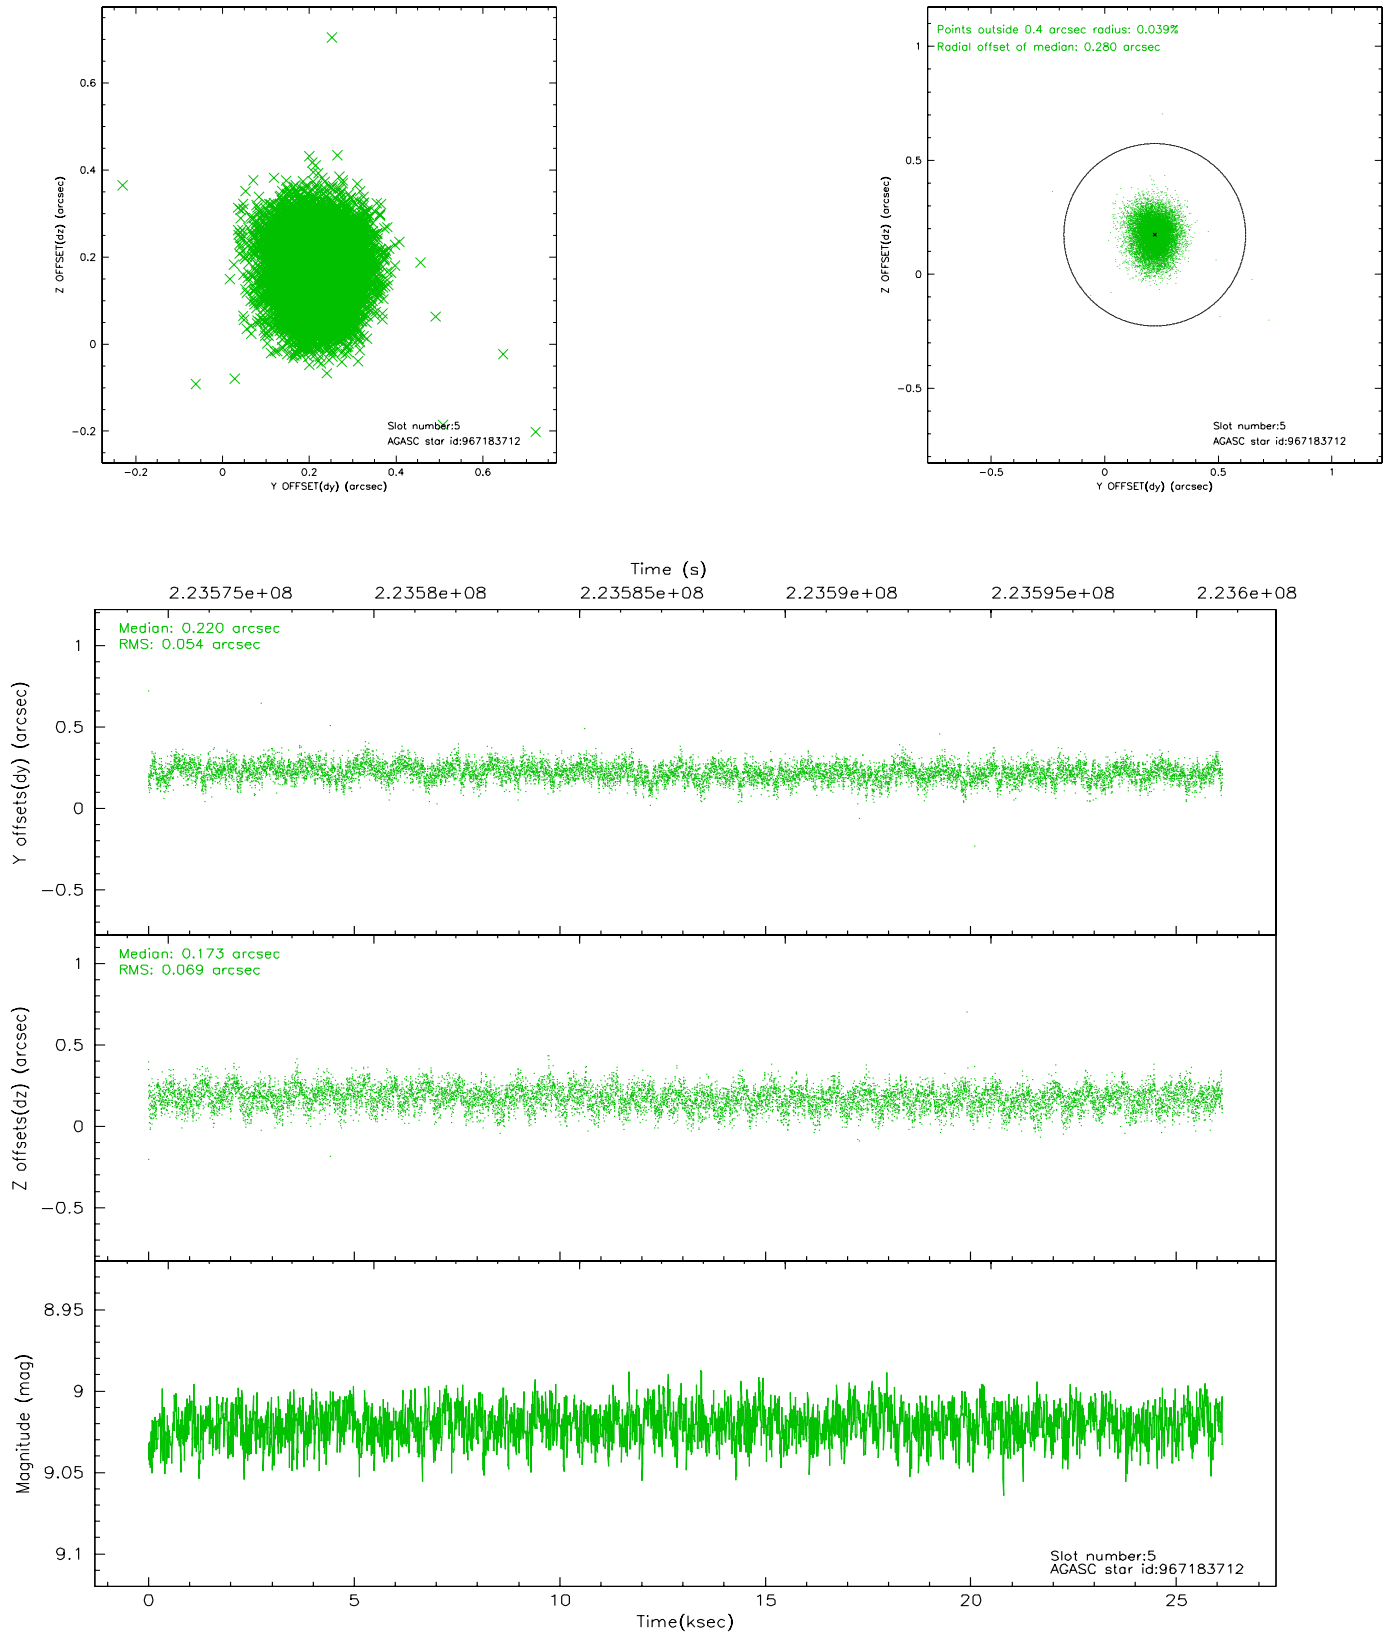 0.6
0.4
0.2
0
−0.2
Z OFFSET(dz) (arcsec)
Slot number:5
AGASC star id:967183712
−0.2 0 0.2 0.4 0.6
Y OFFSET(dy) (arcsec)
Points outside 0.4 arcsec radius: 0.039%
Radial offset of median: 0.280 arcsec
1
0.5
0
−0.5
Z OFFSET(dz) (arcsec)
Slot number:5
AGASC star id:967183712
−0.5 0 0.5 1
Y OFFSET(dy) (arcsec)
Time (s)
2.23575e+08 2.2358e+08 2.23585e+08 2.2359e+08 2.23595e+08 2.236e+08
Median: 0.220 arcsec
RMS: 0.054 arcsec
1
0.5
0
−0.5
Y offsets(dy) (arcsec)
Median: 0.173 arcsec
RMS: 0.069 arcsec
1
0.5
0
−0.5
Z offsets(dz) (arcsec)
8.95
9
9.05
9.1
Magnitude (mag)
Slot number:5
AGASC star id:967183712
0 5 10 15 20 25
Time(ksec)